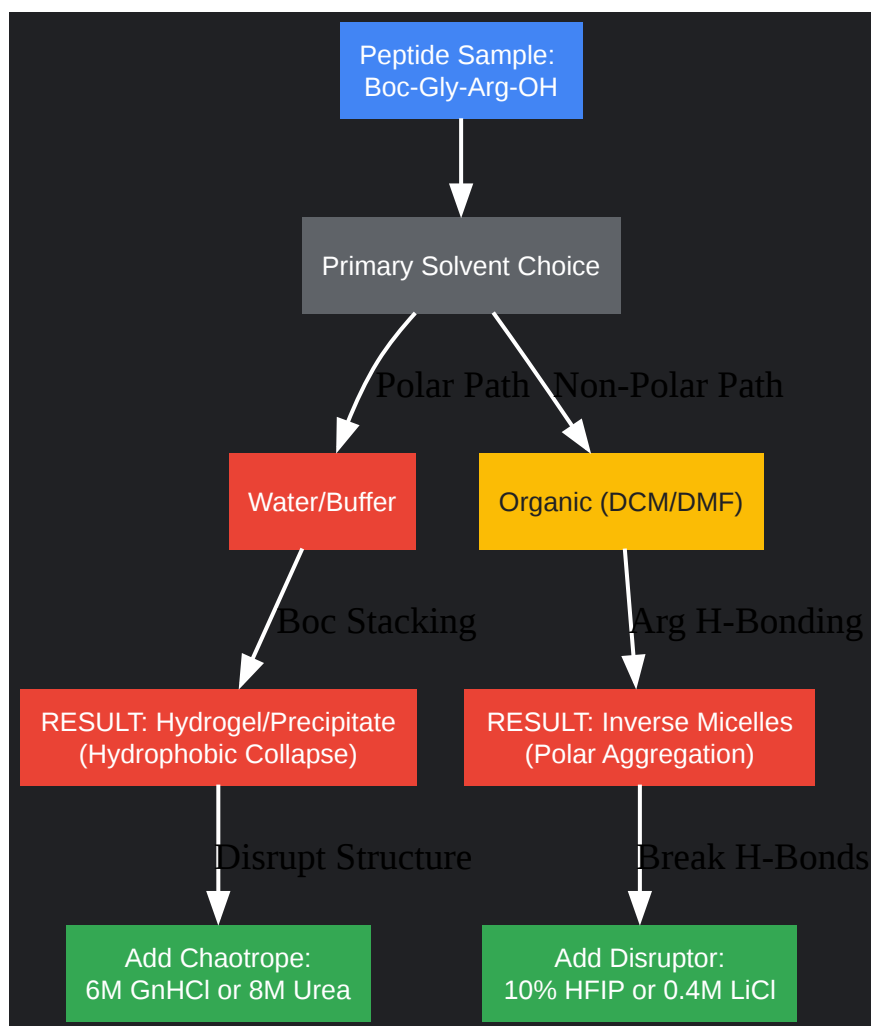 Peptide Sample:
Boc-Gly-Arg-OH
Primary Solvent Choice
Polar Path
Non-Polar Path
Water/Buffer
Organic (DCM/DMF)
Boc Stacking
Arg H-Bonding
RESULT: Hydrogel/Precipitate
(Hydrophobic Collapse)
RESULT: Inverse Micelles
(Polar Aggregation)
Disrupt Structure
Break H-Bonds
Add Chaotrope:
6M GnHCl or 8M Urea
Add Disruptor:
10% HFIP or 0.4M LiCl